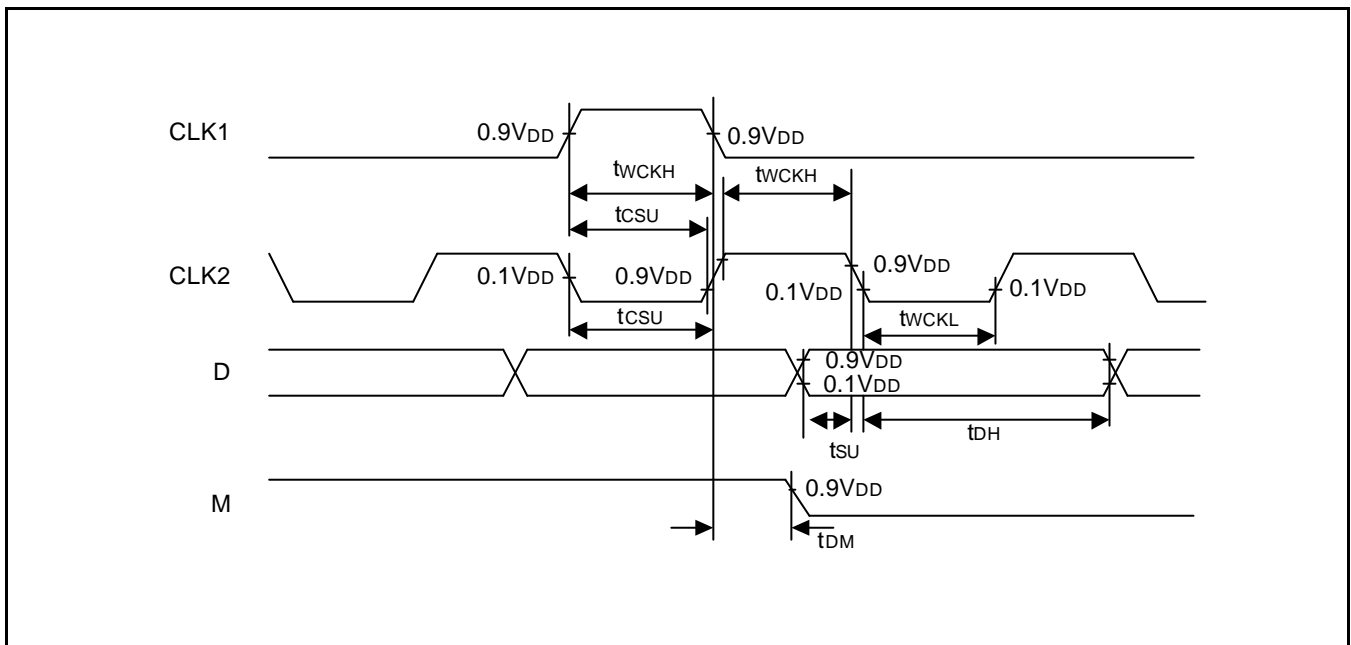 CLK1
0.9VDD
0.9VDD
tWCKH
tWCKH
tCSU
CLK2
0.1VDD
0.9VDD
0.9VDD
0.1VDD
0.1VDD
tCSU
tWCKL
D
0.9VDD
0.1VDD
tSU
tDH
M
0.9VDD
tDM